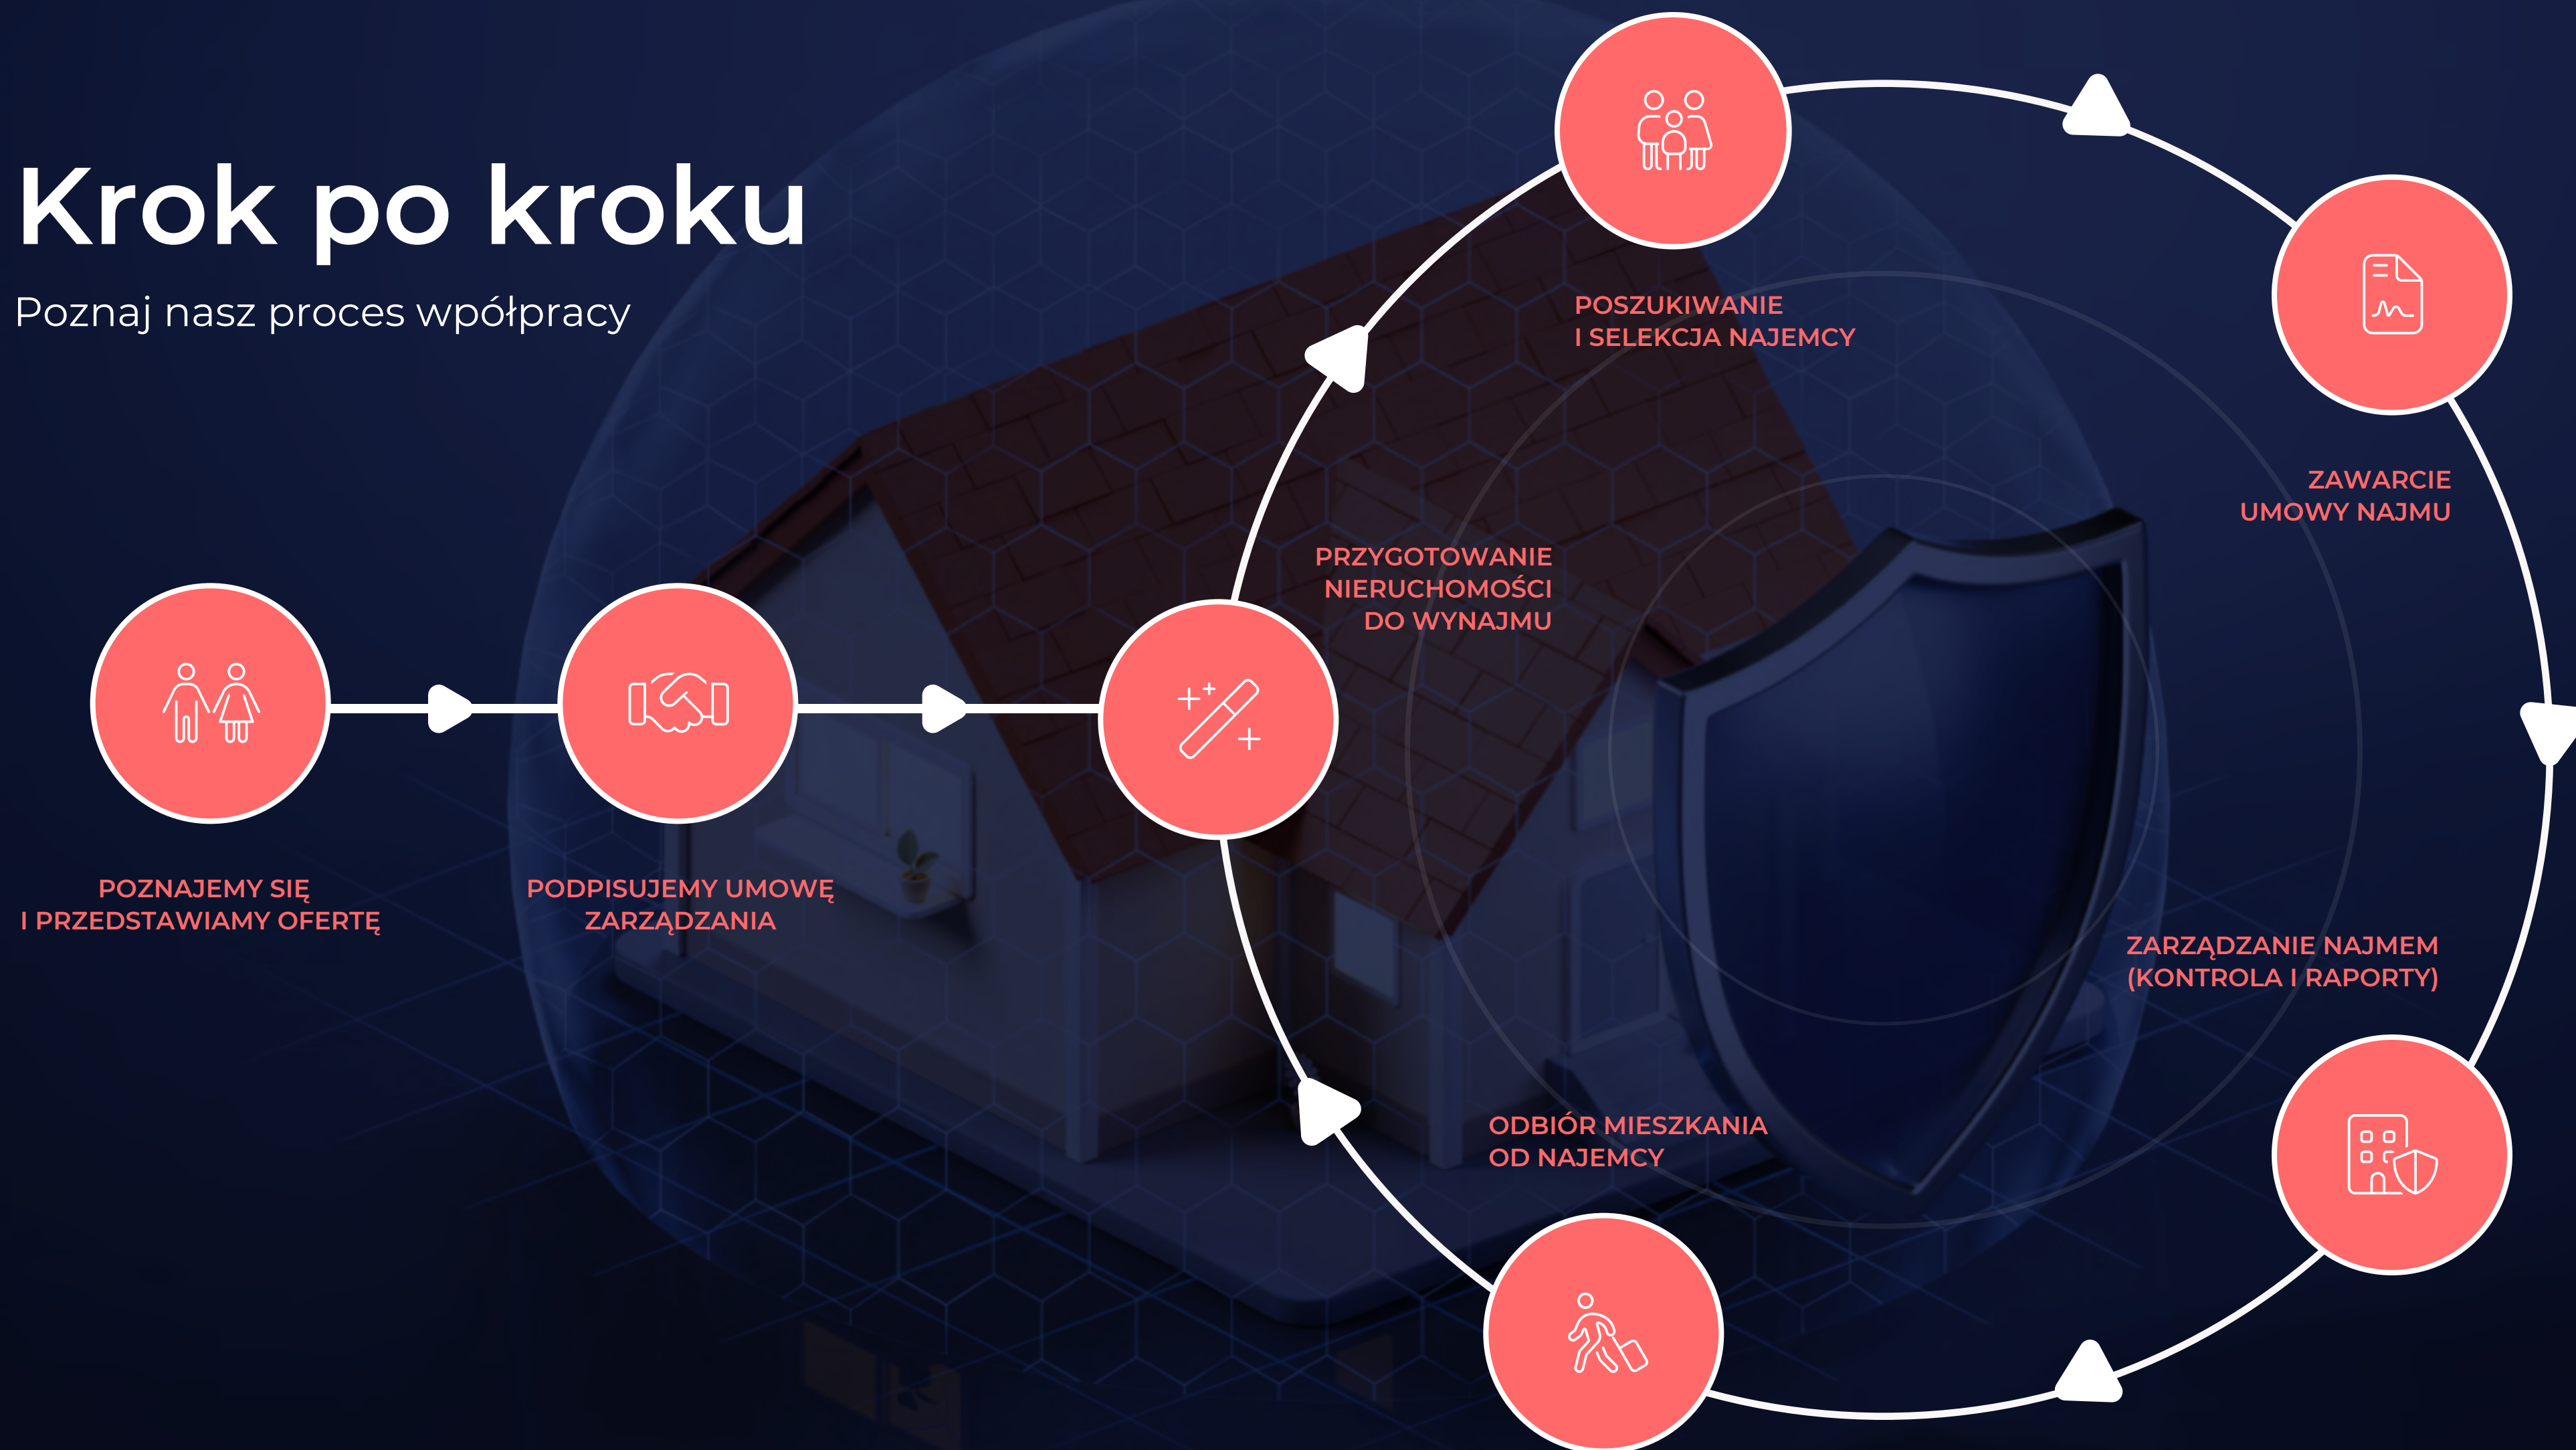 Krok po kroku
Poznaj nasz proces wpółpracy
POZNAJEMY SIĘ
I PRZEDSTAWIAMY OFERTĘ
PODPISUJEMY UMOWĘ
ZARZĄDZANIA
PRZYGOTOWANIE
NIERUCHOMOŚCI
DO WYNAJMU
POSZUKIWANIE
I SELEKCJA NAJEMCY
ZAWARCIE
UMOWY NAJMU
ZARZĄDZANIE NAJMEM
(KONTROLA I RAPORTY)
ODBIÓR MIESZKANIA
OD NAJEMCY